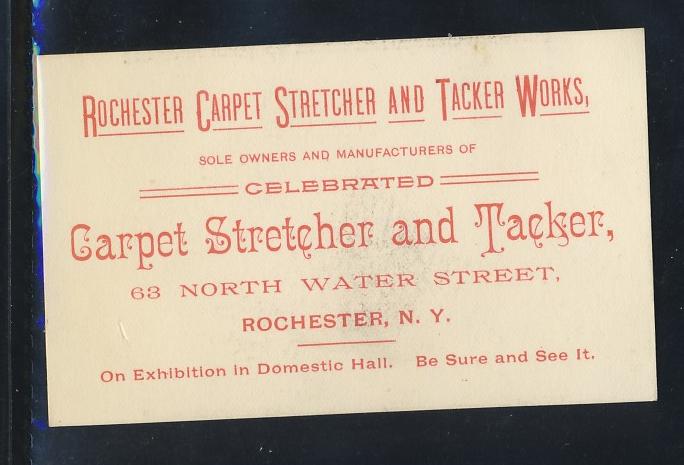 ROCHESTER CARPET STRETCHER AND TACKER WORKS,
SOLE OWNERS AND MANUFACTURERS OF
CELEBRATED
Carpet Stretcher and Tacker,
63 NORTH WATER STREET,
ROCHESTER, N. Y.
On Exhibition in Domestic Hall. Be Sure and See It.